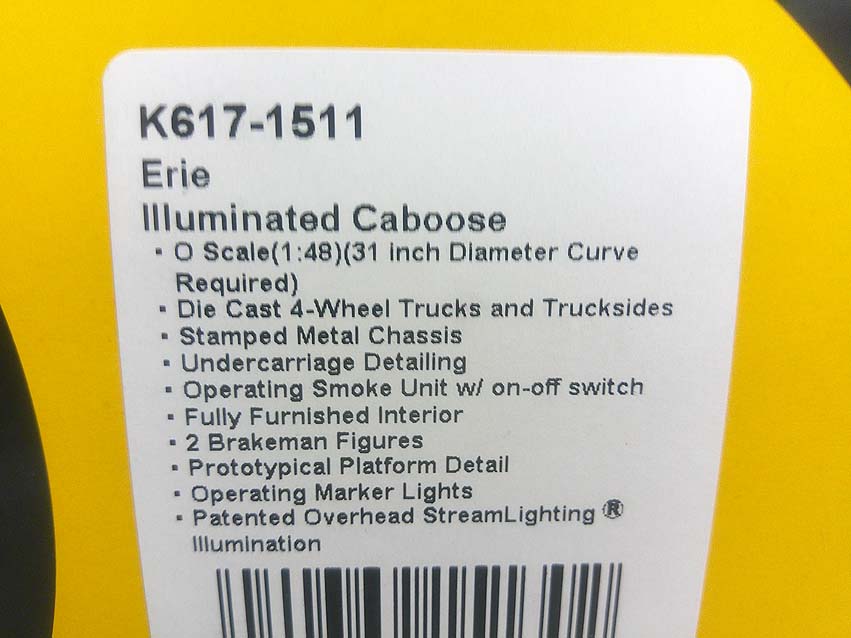 K617-1511
Erie
Illuminated Caboose
▪ O Scale(1:48)(31 inch Diameter Curve
Required)
▪ Die Cast 4-Wheel Trucks and Trucksides
▪ Stamped Metal Chassis
▪ Undercarriage Detailing
▪ Operating Smoke Unit w/ on-off switch
▪ Fully Furnished Interior
▪ 2 Brakeman Figures
▪ Prototypical Platform Detail
▪ Operating Marker Lights
▪ Patented Overhead StreamLighting ®
Illumination